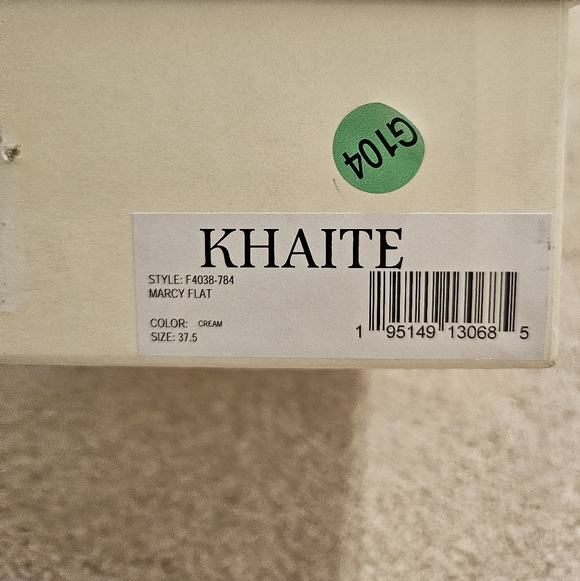 G104
KHAITE
STYLE: F4038-784
MARCY FLAT
COLOR: CREAM
SIZE: 37.5
1 95149 13068 5